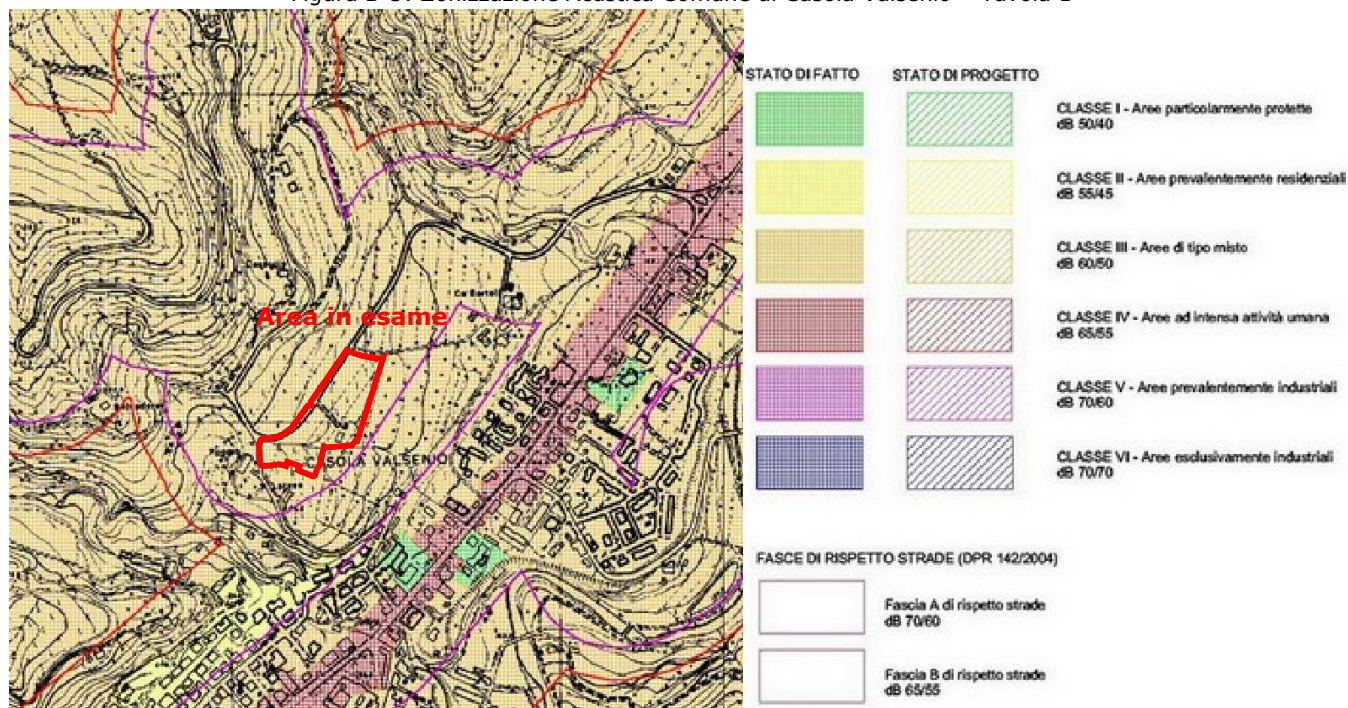 STATO DI FATTO
STATO DI PROGETTO
CLASSE I - Aree particolarmente protette
dB 50/40
CLASSE II - Aree prevalentemente residenziali
dB 55/45
CLASSE III - Aree di tipo misto
dB 60/50
CLASSE IV - Aree ad intensa attività umana
dB 65/55
CLASSE V - Aree prevalentemente industriali
dB 70/60
CLASSE VI - Aree esclusivamente industriali
dB 70/70
FASCE DI RISPETTO STRADE (DPR 142/2004)
Fascia A di rispetto strade
dB 70/60
Fascia B di rispetto strade
dB 65/55
Area in esame
CASOLA VALSENIO